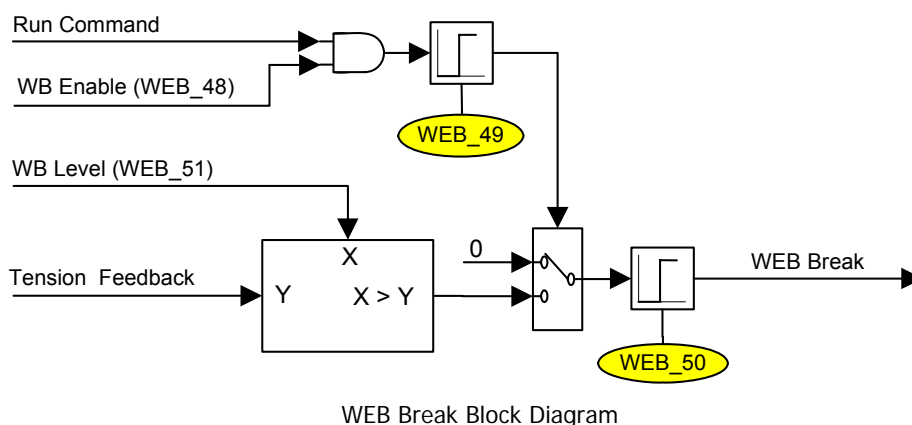 Run Command
WB Enable (WEB_48)
WEB_49
WB Level (WEB_51)
X
0
WEB Break
Tension Feedback
Y
X > Y
WEB_50
WEB Break Block Diagram